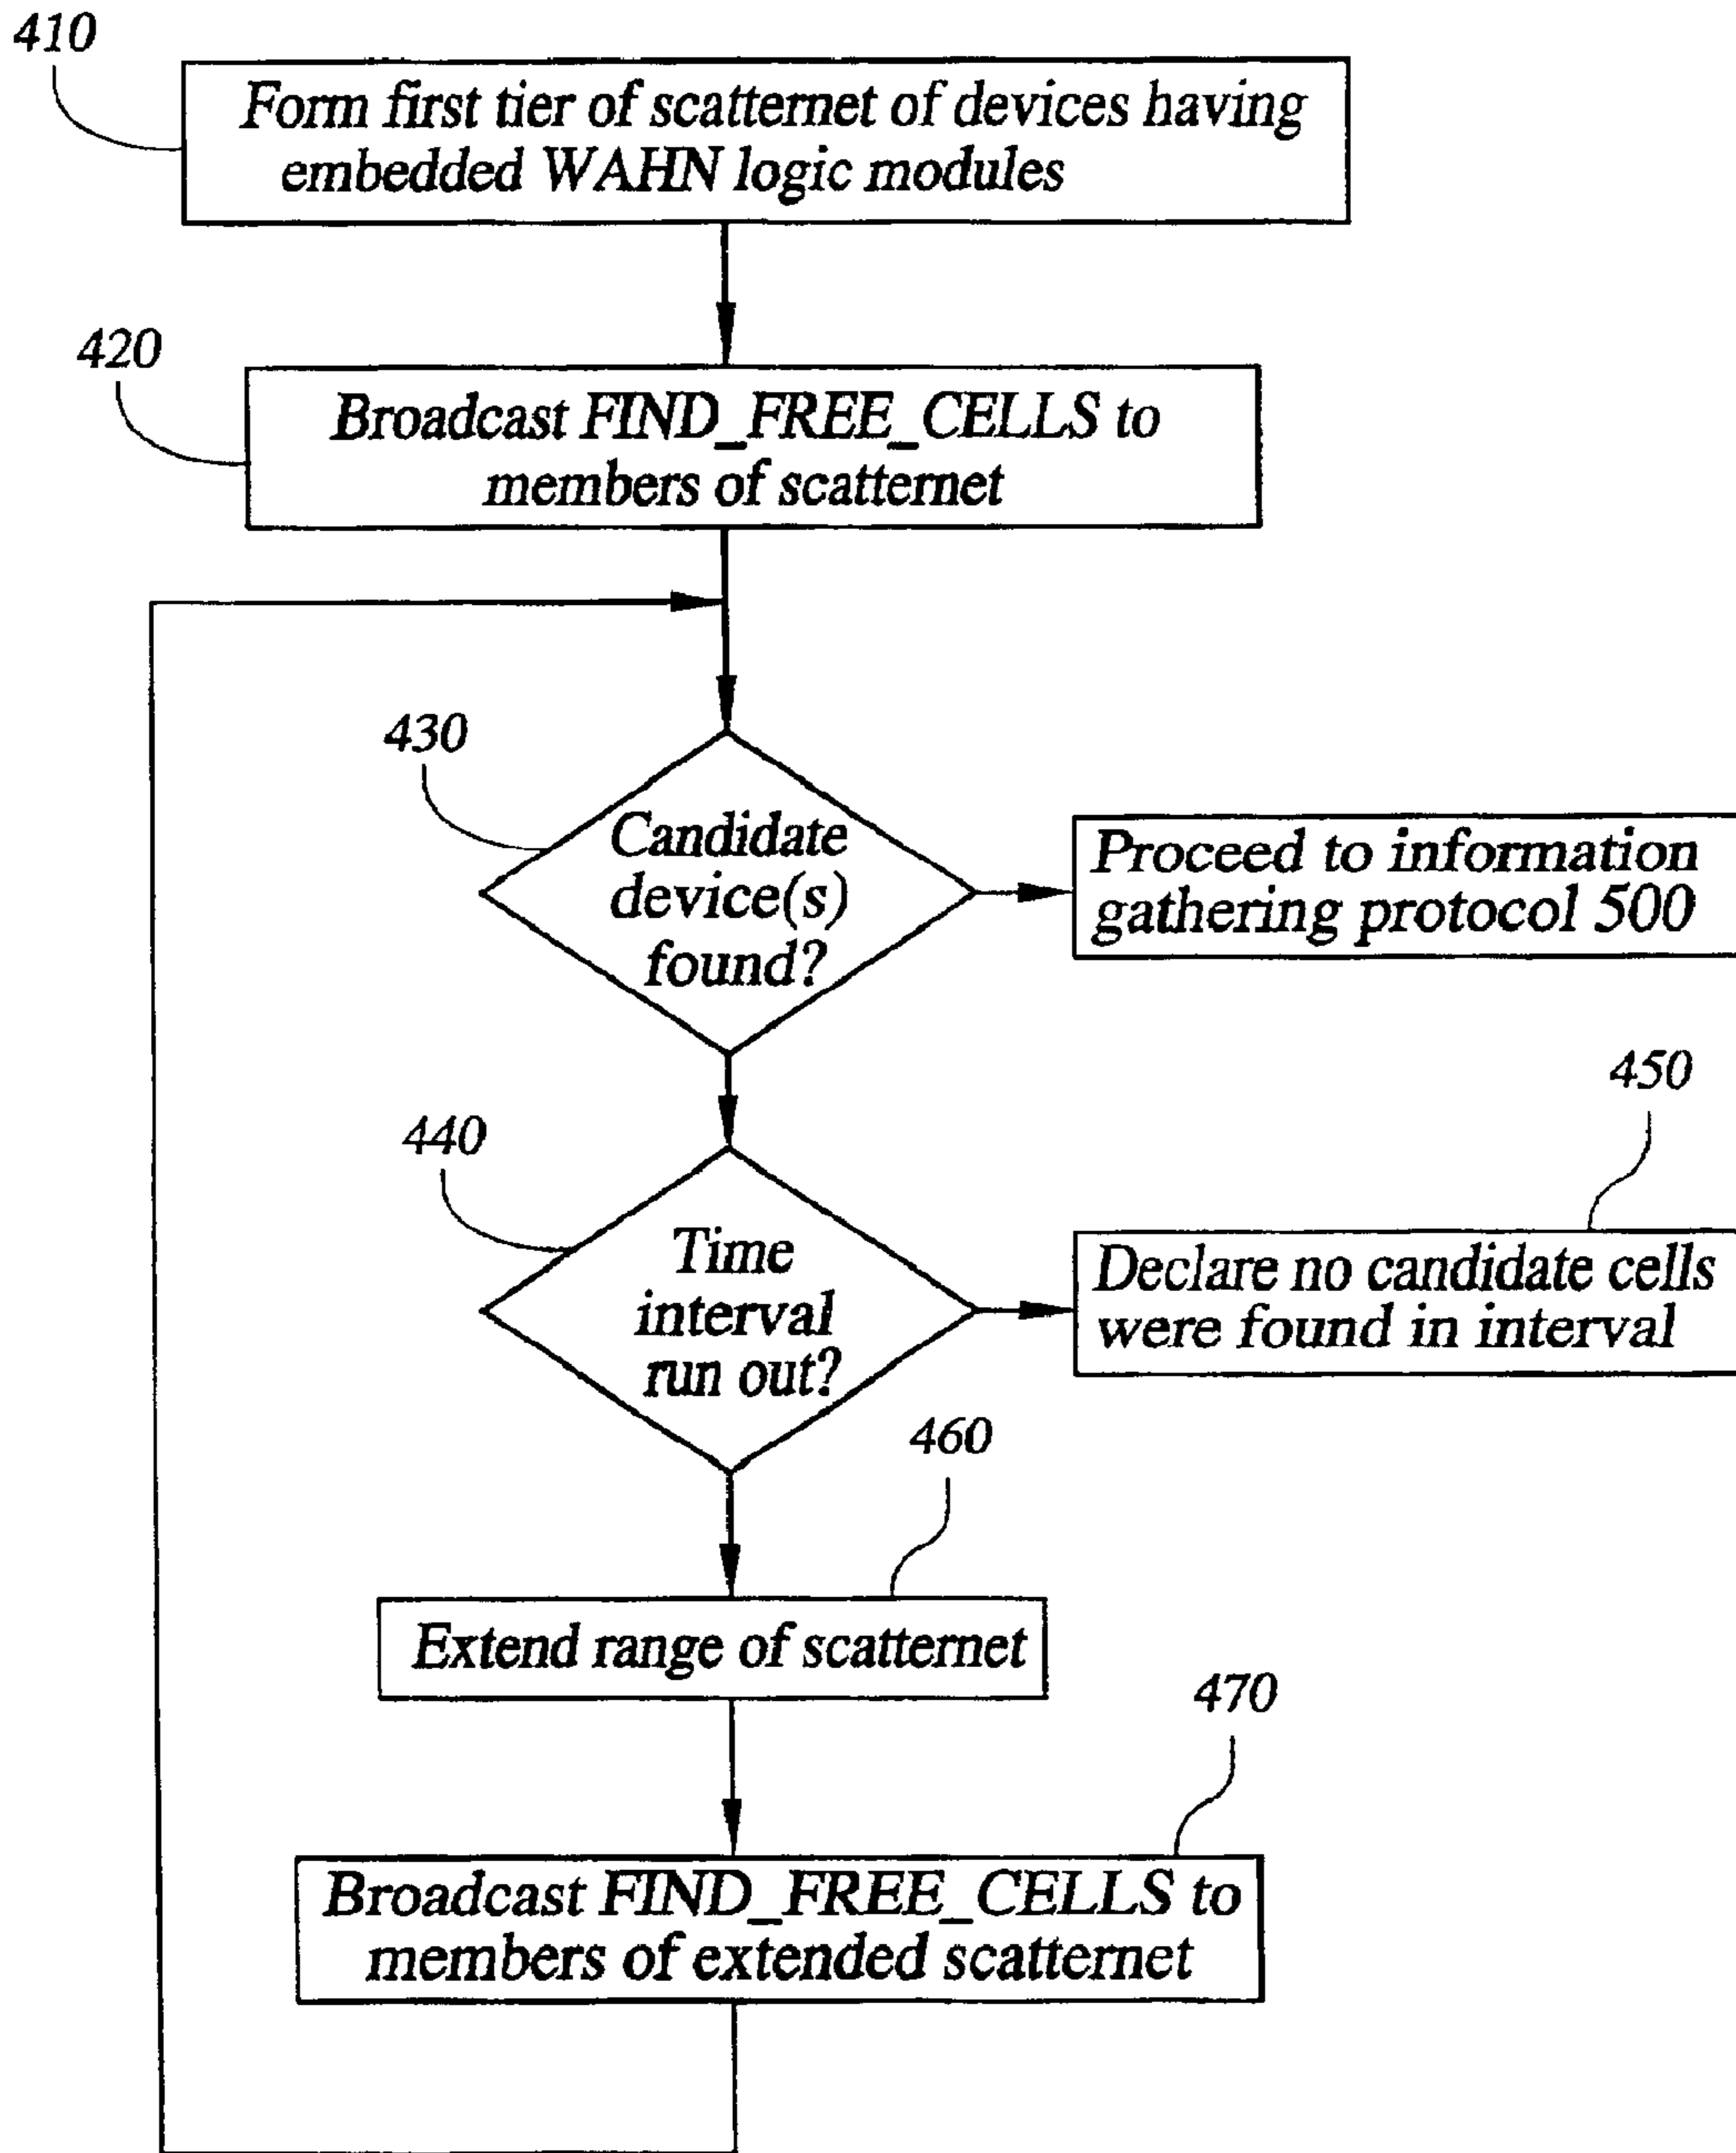 410
Form first tier of scatternet of devices having
embedded WAHN logic modules
420
Broadcast FIND_FREE_CELLS to
members of scatternet
430
Candidate
device(s)
found?
Proceed to information
gathering protocol 500
440
Time
interval
run out?
450
Declare no candidate cells
were found in interval
460
Extend range of scatternet
470
Broadcast FIND_FREE_CELLS to
members of extended scatternet